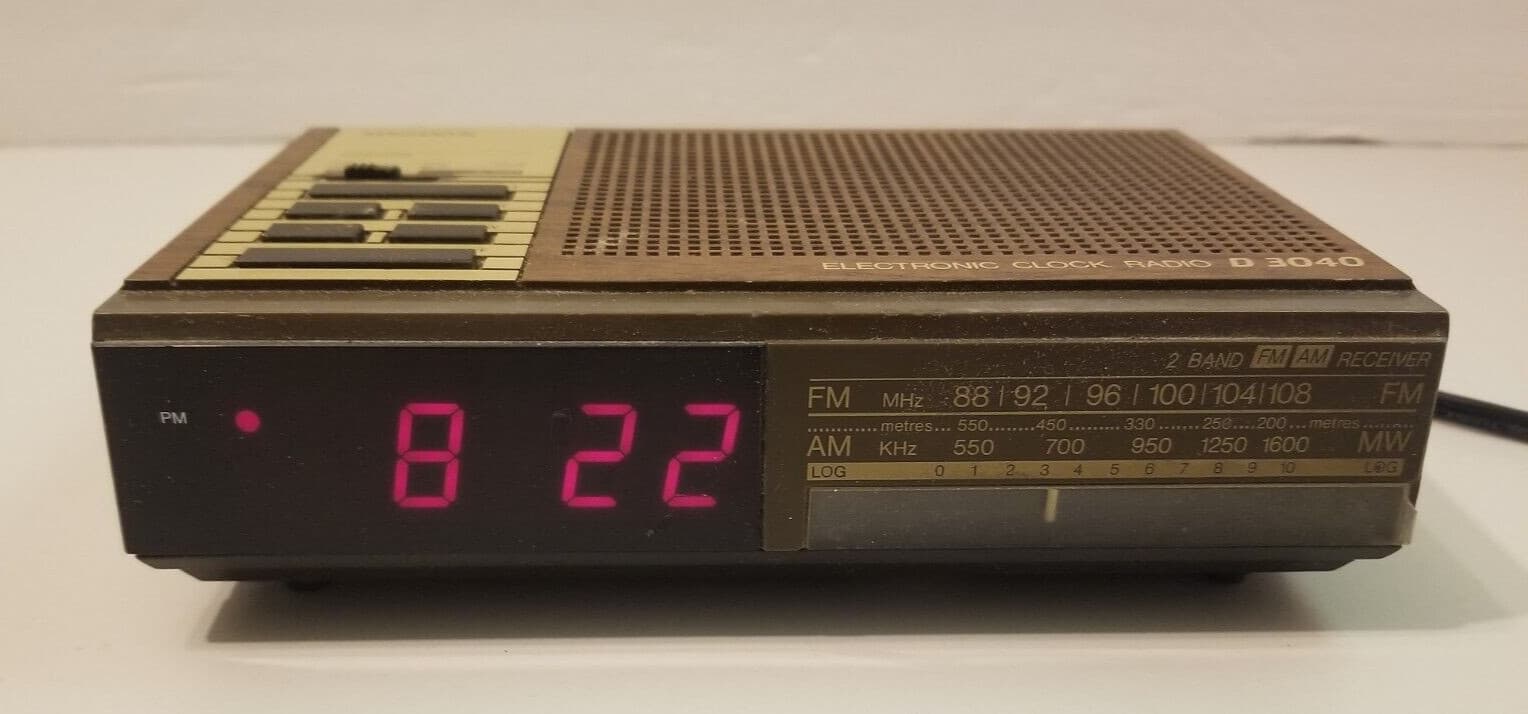 ELECTRONIC CLOCK RADIO D 3040
2 BAND FM AM RECEIVER
PM
8 22
FM MHz 88 | 92 | 96 | 100 | 104 | 108 FM
metres 550 450 330 250 200 metres
AM KHz 550 700 950 1250 1600 MW
LOG 0 1 2 3 4 5 6 7 8 9 10 LOG